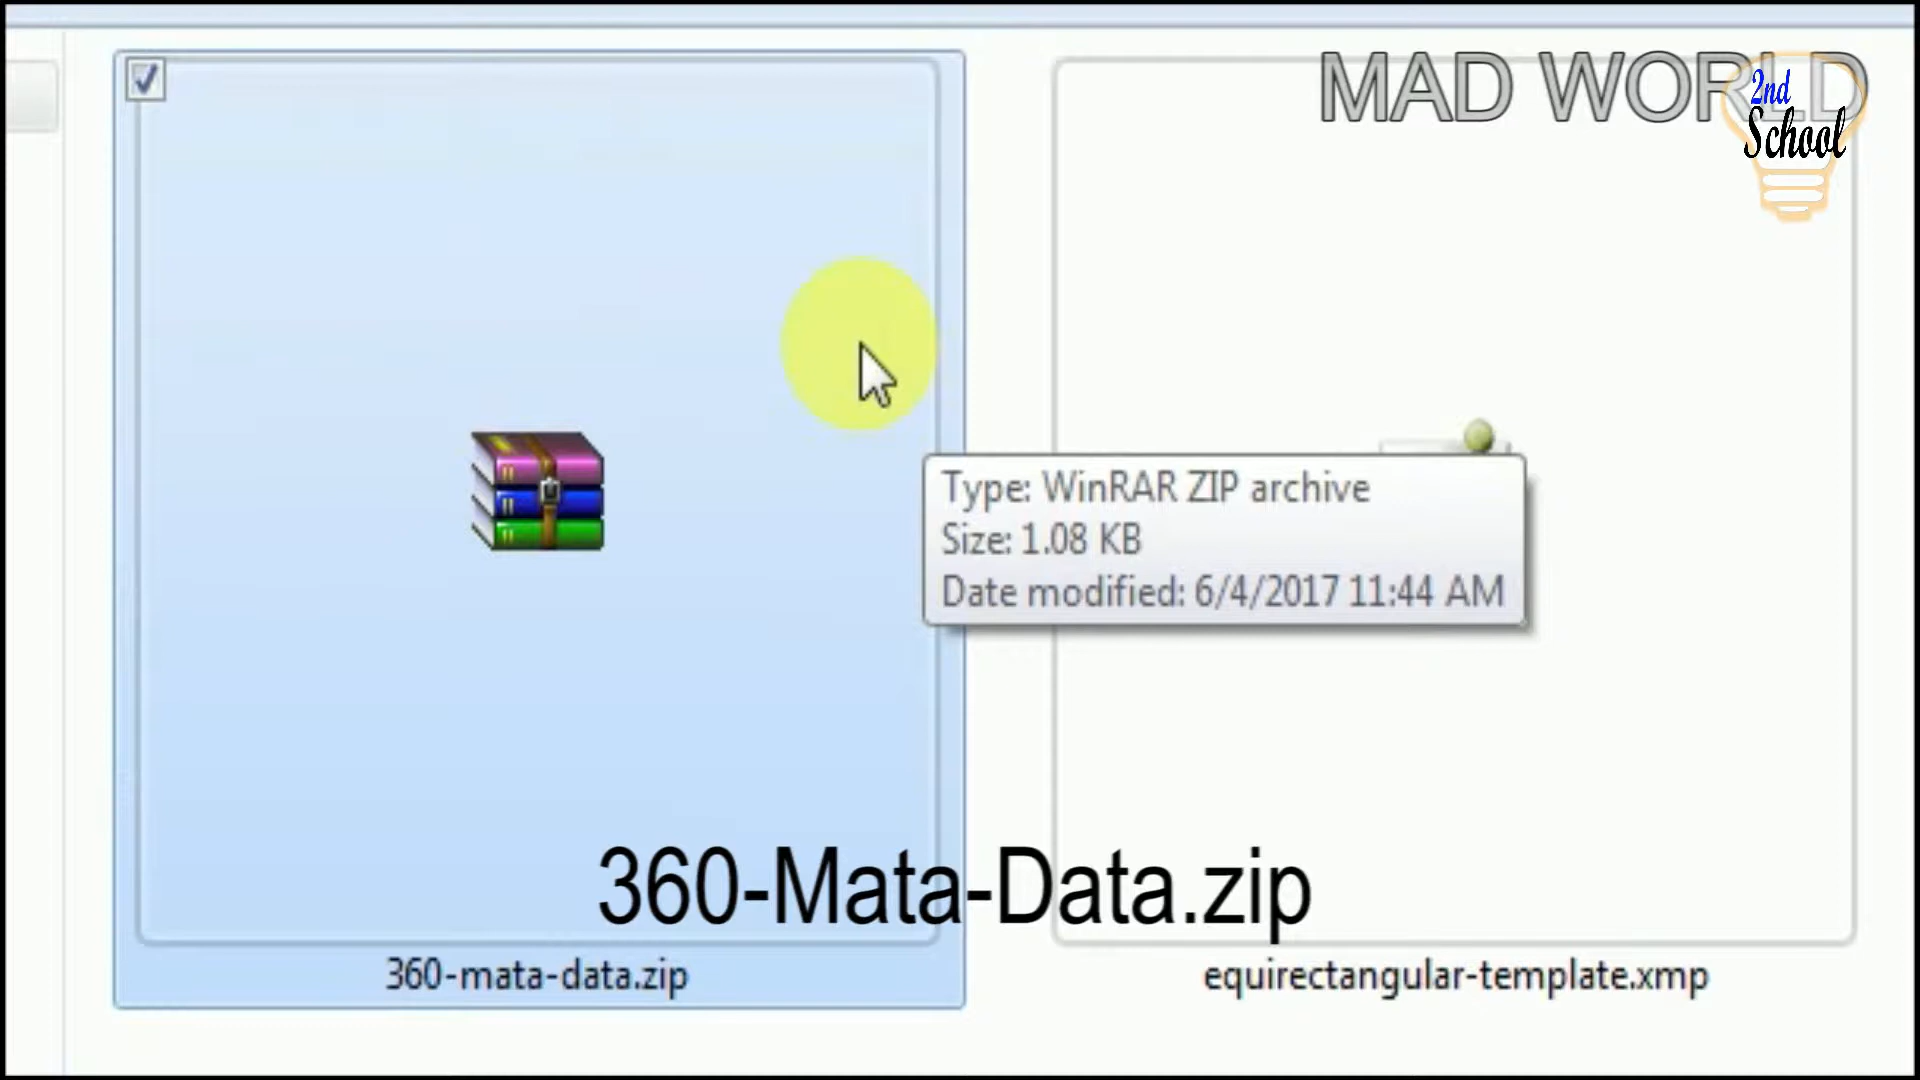 MAD WORLD
2nd
School
Type: WinRAR ZIP archive
Size: 1.08 KB
Date modified: 6/4/2017 11:44 AM
360-Mata-Data.zip
360-mata-data.zip
equirectangular-template.xmp